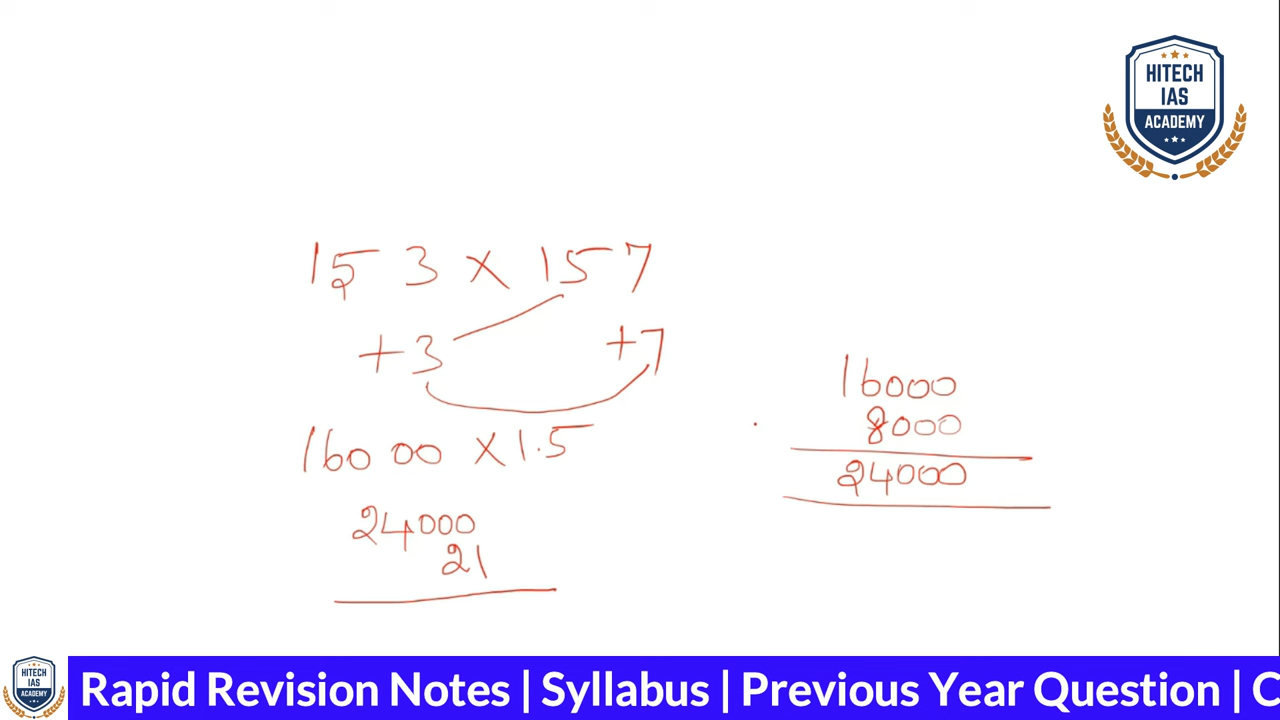 HITECH
IAS
ACADEMY
153 × 157
+3 +7
16000
16000 × 1.5
8000
24000
24000
21
HITECH
IAS
ACADEMY
Rapid Revision Notes | Syllabus | Previous Year Question | C